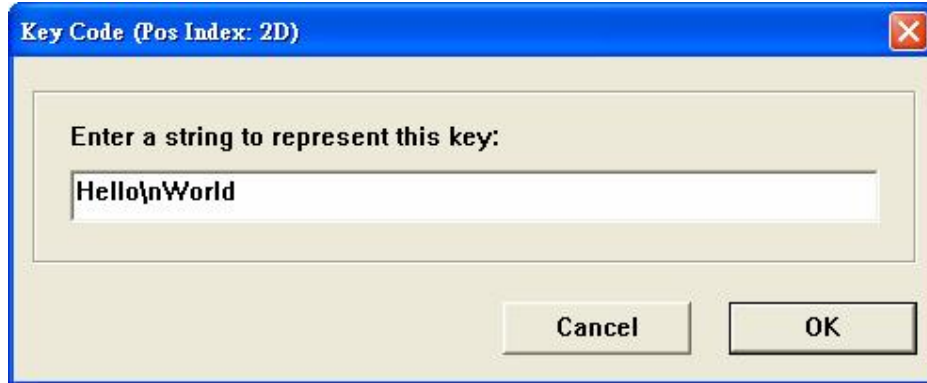 Key Code (Pos Index: 2D)
Enter a string to represent this key:
Hello\nWorld
Cancel OK